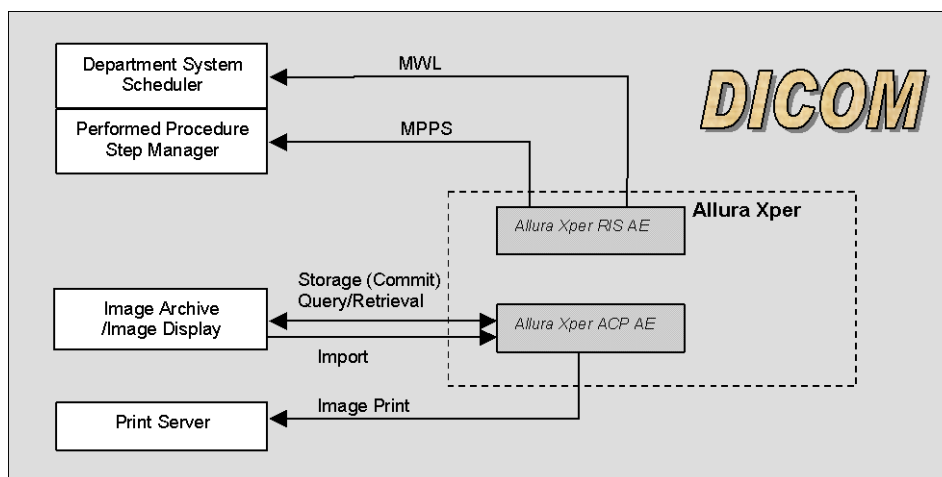 Department System
Scheduler
MWL
DICOM
Performed Procedure
Step Manager
MPPS
Allura Xper
Allura Xper RIS AE
Storage (Commit)
Query/Retrieval
Image Archive
/Image Display
Allura Xper ACP AE
Import
Image Print
Print Server